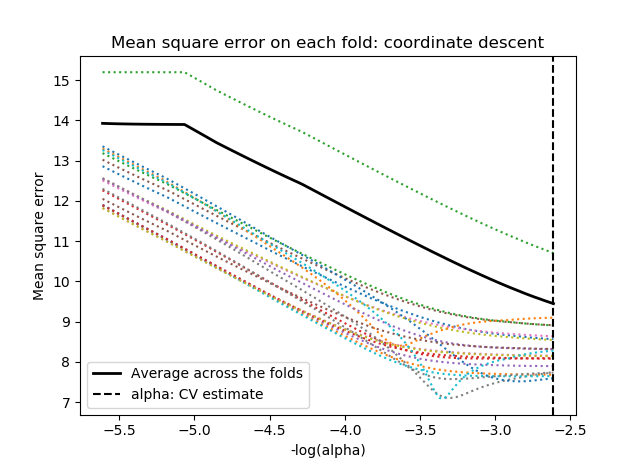 Mean square error on each fold: coordinate descent
Mean square error
15
14
13
12
11
10
9
8
7
Average across the folds
alpha: CV estimate
−5.5 −5.0 −4.5 −4.0 −3.5 −3.0 −2.5
-log(alpha)